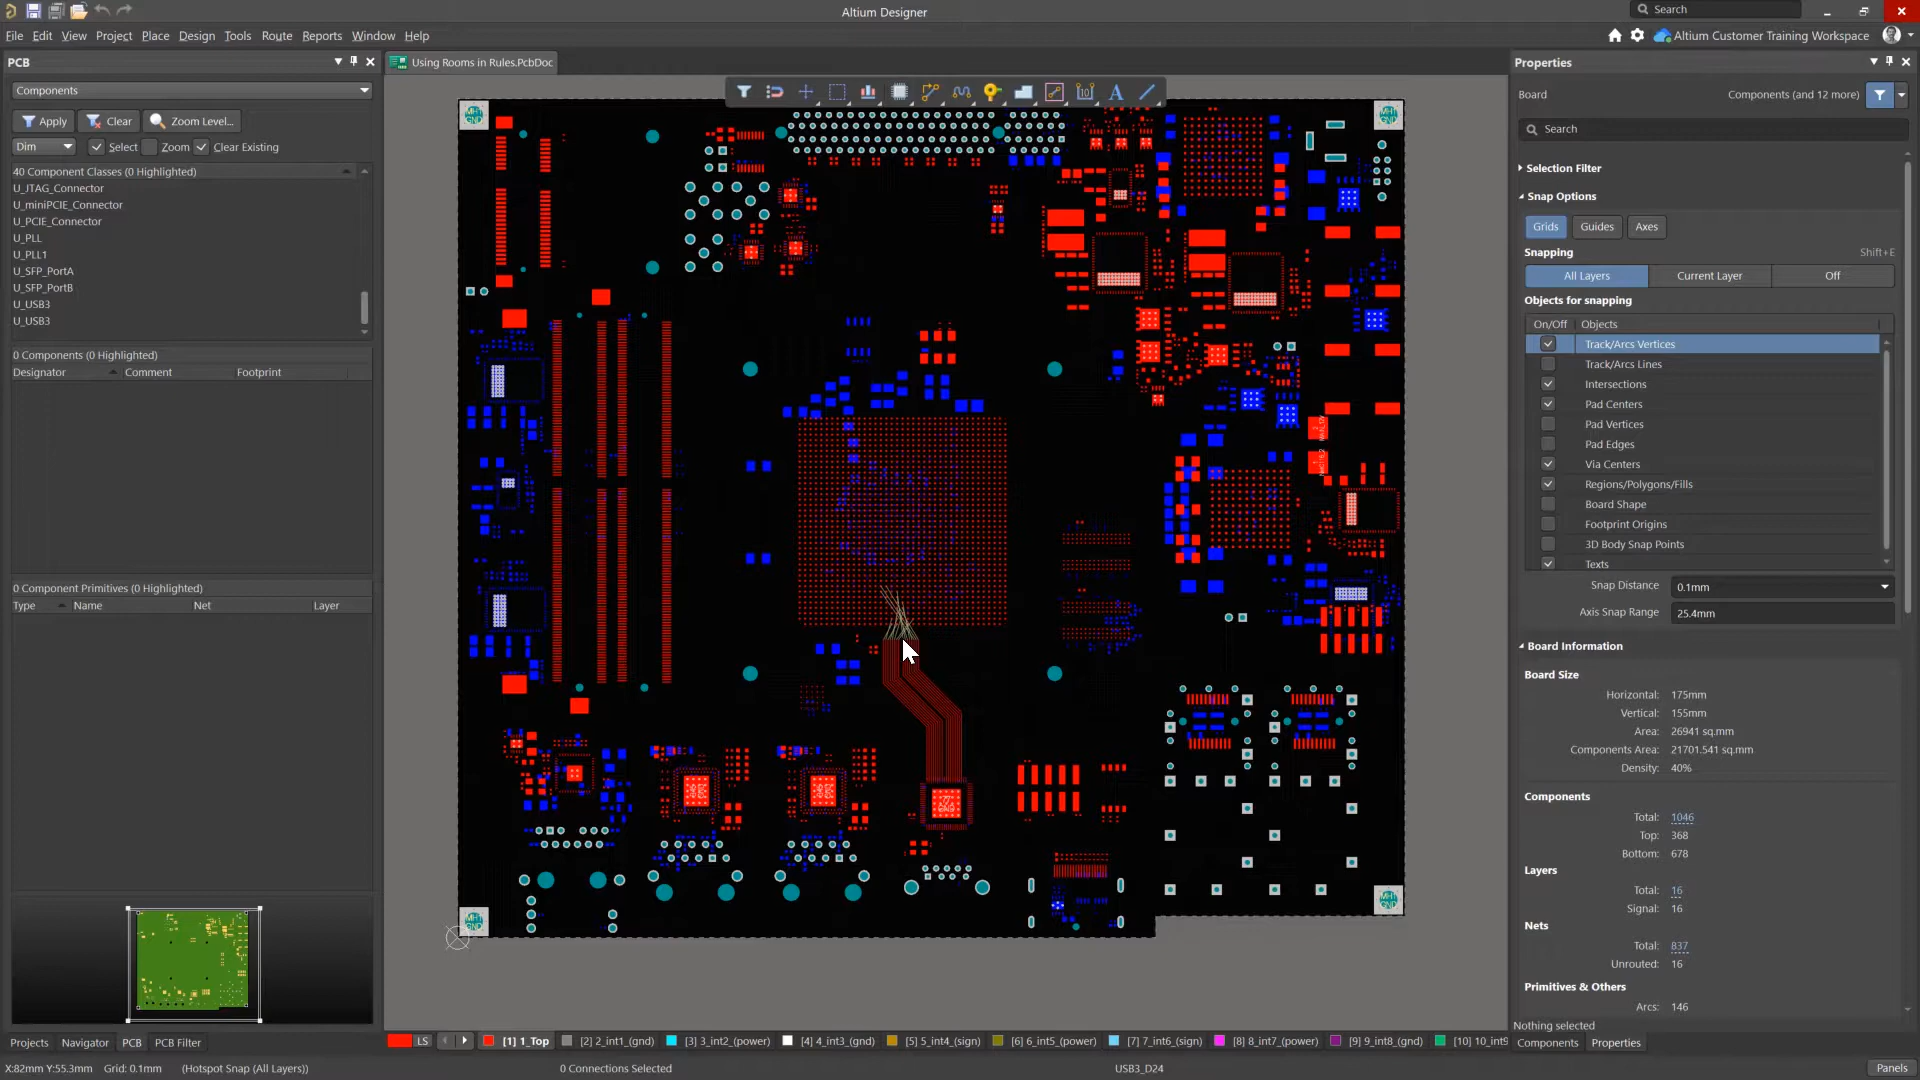 Altium Designer
Search
File Edit View Project Place Design Tools Route Reports Window Help
Altium Customer Training Workspace
PCB
Using Rooms in Rules.PcbDoc
Properties
Components
Board
Components (and 12 more)
Apply
Clear
Zoom Level...
Search
Dim
Select
Zoom
Clear Existing
40 Component Classes (0 Highlighted)
U_JTAG_Connector
U_miniPCIE_Connector
U_PCIE_Connector
U_PLL
U_PLL1
U_SFP_PortA
U_SFP_PortB
U_USB3
U_USB3
0 Components (0 Highlighted)
Designator Comment Footprint
0 Component Primitives (0 Highlighted)
Type Name Net Layer
Selection Filter
Snap Options
Grids Guides Axes
Snapping Shift+E
All Layers Current Layer Off
Objects for snapping
On/Off Objects
Track/Arcs Vertices
Track/Arcs Lines
Intersections
Pad Centers
Pad Vertices
Pad Edges
Via Centers
Regions/Polygons/Fills
Board Shape
Footprint Origins
3D Body Snap Points
Texts
Snap Distance 0.1mm
Axis Snap Range 25.4mm
Board Information
Board Size
Horizontal: 175mm
Vertical: 155mm
Area: 26941 sq.mm
Components Area: 21701.541 sq.mm
Density: 40%
Components
Total: 1046
Top: 368
Bottom: 678
Layers
Total: 16
Signal: 16
Nets
Total: 837
Unrouted: 16
Primitives & Others
Arcs: 146
Nothing selected
Projects Navigator PCB PCB Filter
LS [1] 1_Top [2] 2_int1_(gnd) [3] 3_int2_(power) [4] 4_int3_(gnd) [5] 5_int4_(sign) [6] 6_int5_(power) [7] 7_int6_(sign) [8] 8_int7_(power) [9] 9_int8_(gnd) [10] 10_int9
Components Properties
X:82mm Y:55.3mm Grid: 0.1mm (Hotspot Snap (All Layers))
0 Connections Selected
USB3_D24
Panels